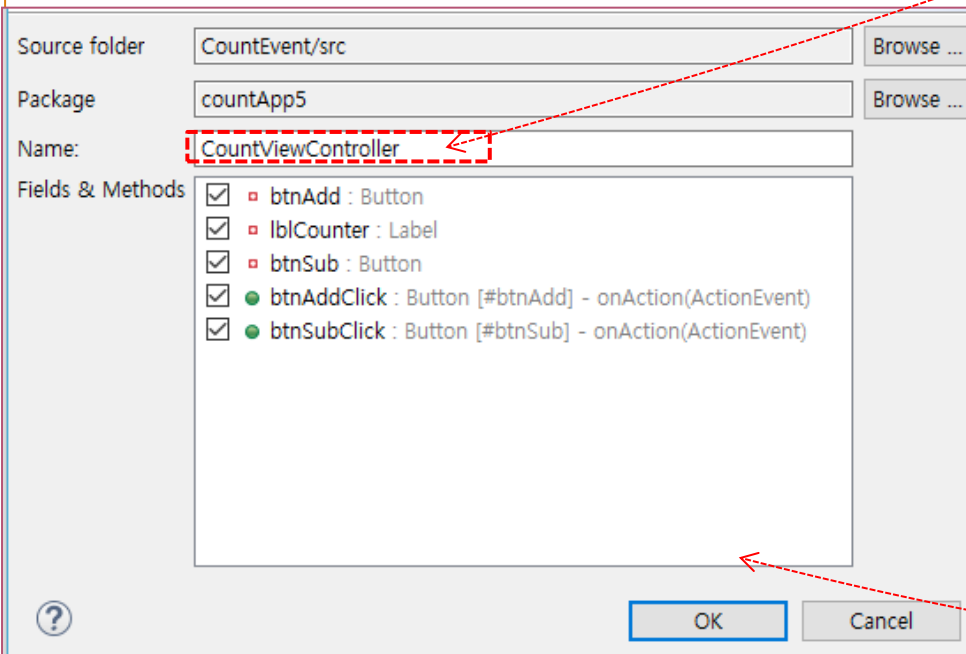 Source folder CountEvent/src Browse ...
Package countApp5 Browse ...
Name: CountViewController
Fields & Methods
btnAdd : Button
lblCounter : Label
btnSub : Button
btnAddClick : Button [#btnAdd] - onAction(ActionEvent)
btnSubClick : Button [#btnSub] - onAction(ActionEvent)
? OK Cancel